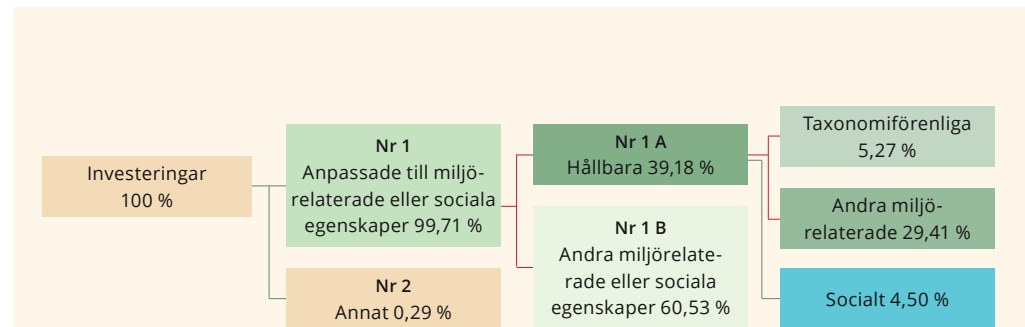 Investeringar
100 %
Nr 1
Anpassade till miljö-
relaterade eller sociala
egenskaper 99,71 %
Nr 2
Annat 0,29 %
Nr 1 A
Hållbara 39,18 %
Nr 1 B
Andra miljörelate-
rade eller sociala
egenskaper 60,53 %
Taxonomiförenliga
5,27 %
Andra miljö-
relaterade 29,41 %
Socialt 4,50 %